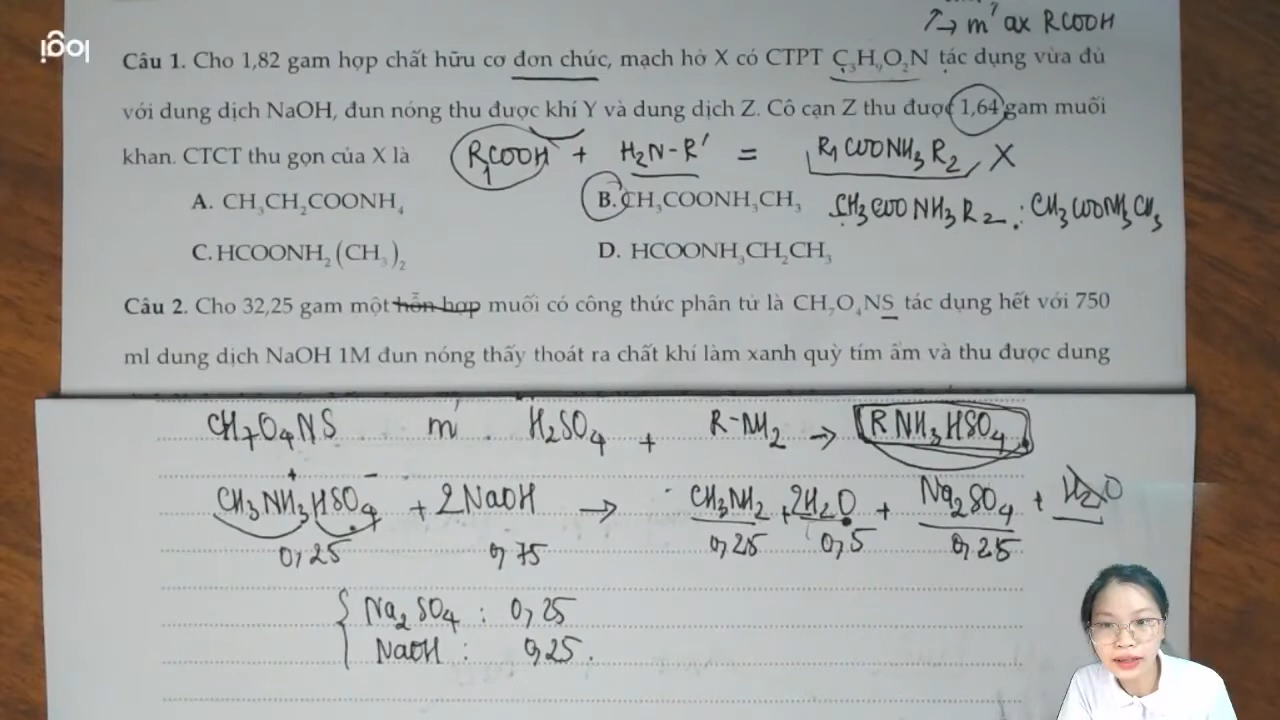 logi
↗→ m' ax RCOOH
Câu 1. Cho 1,82 gam hợp chất hữu cơ đơn chức, mạch hở X có CTPT C₃H₉O₂N tác dụng vừa đủ
với dung dịch NaOH, đun nóng thu được khí Y và dung dịch Z. Cô cạn Z thu được 1,64 gam muối
khan. CTCT thu gọn của X là
R₁COOH + H₂N-R' = R₁COONH₃R₂ X
A. CH₃CH₂COONH₄
B. CH₃COONH₃CH₃
CH₃COONH₃R₂ : CH₃COONH₃CH₃
C. HCOONH₂(CH₃)₂
D. HCOONH₃CH₂CH₃
Câu 2. Cho 32,25 gam một hỗn hợp muối có công thức phân tử là CH₇O₄NS tác dụng hết với 750
ml dung dịch NaOH 1M đun nóng thấy thoát ra chất khí làm xanh quỳ tím ẩm và thu được dung
CH₇O₄NS m' H₂SO₄ + R-NH₂ → RNH₃HSO₄
+ −
CH₃NH₃HSO₄ + 2NaOH → CH₃NH₂ + 2H₂O + Na₂SO₄ + H₂O
0,25 0,75 0,25 0,5 0,25
{ Na₂SO₄ : 0,25
NaOH : 0,25.